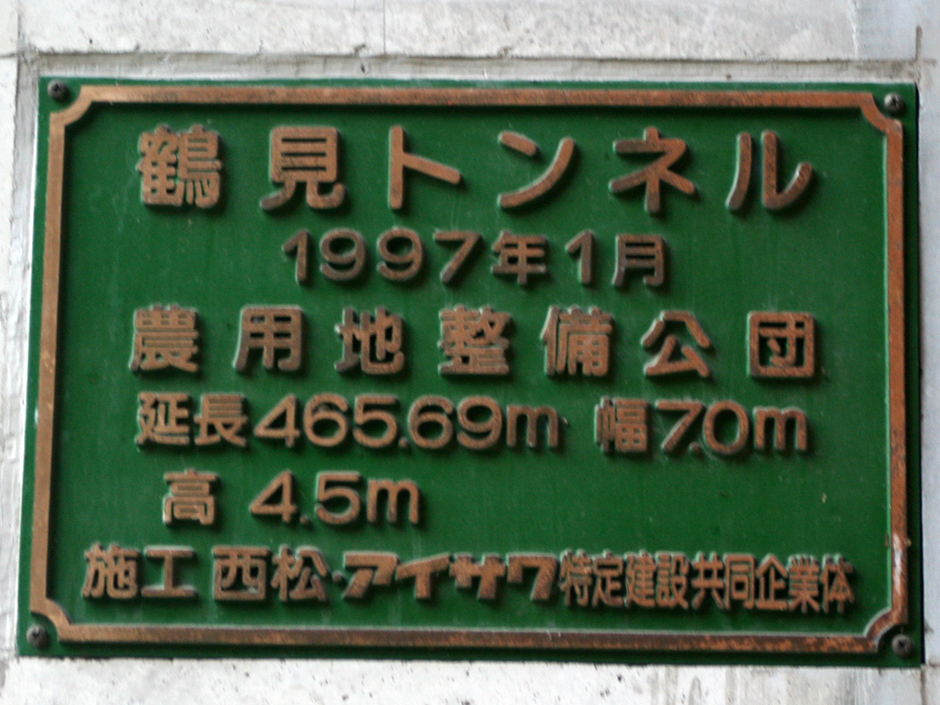 鶴見トンネル
1997年1月
農用地整備公団
延長465.69m 幅7.0m
高 4.5m
施工 西松・アイサワ特定建設共同企業体